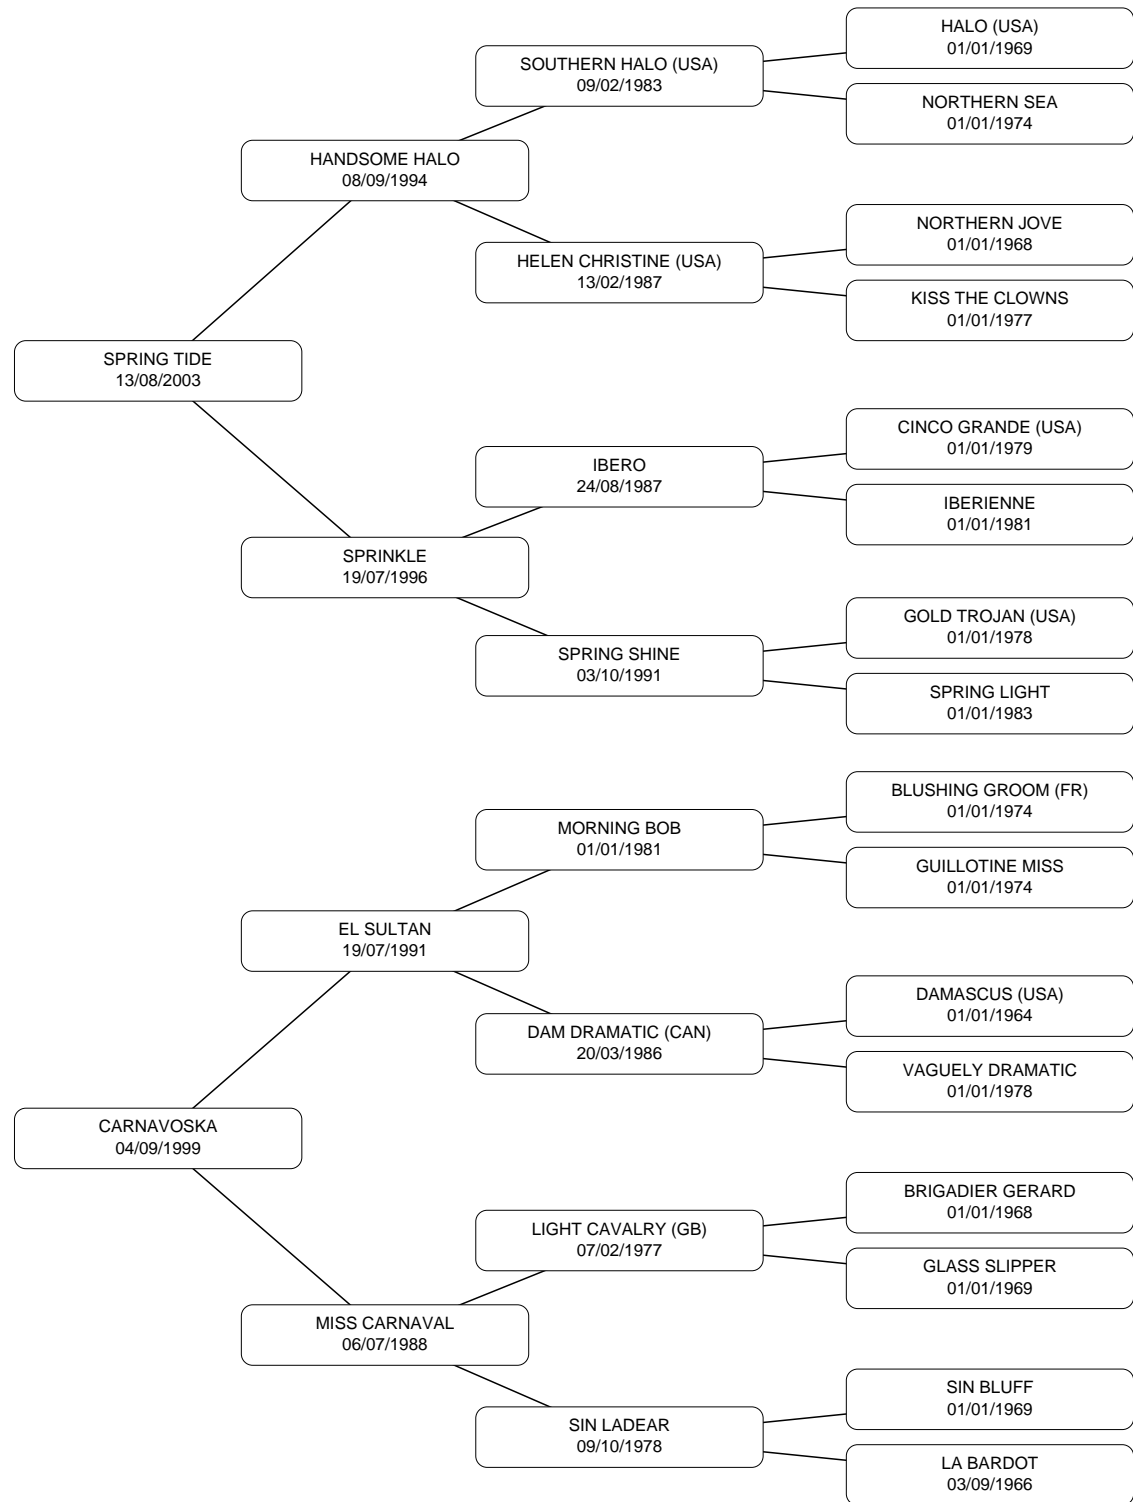 HALO (USA)
01/01/1969
SOUTHERN HALO (USA)
09/02/1983
NORTHERN SEA
01/01/1974
HANDSOME HALO
08/09/1994
NORTHERN JOVE
01/01/1968
HELEN CHRISTINE (USA)
13/02/1987
KISS THE CLOWNS
01/01/1977
SPRING TIDE
13/08/2003
CINCO GRANDE (USA)
01/01/1979
IBERO
24/08/1987
IBERIENNE
01/01/1981
SPRINKLE
19/07/1996
GOLD TROJAN (USA)
01/01/1978
SPRING SHINE
03/10/1991
SPRING LIGHT
01/01/1983
BLUSHING GROOM (FR)
01/01/1974
MORNING BOB
01/01/1981
GUILLOTINE MISS
01/01/1974
EL SULTAN
19/07/1991
DAMASCUS (USA)
01/01/1964
DAM DRAMATIC (CAN)
20/03/1986
VAGUELY DRAMATIC
01/01/1978
CARNAVOSKA
04/09/1999
BRIGADIER GERARD
01/01/1968
LIGHT CAVALRY (GB)
07/02/1977
GLASS SLIPPER
01/01/1969
MISS CARNAVAL
06/07/1988
SIN BLUFF
01/01/1969
SIN LADEAR
09/10/1978
LA BARDOT
03/09/1966